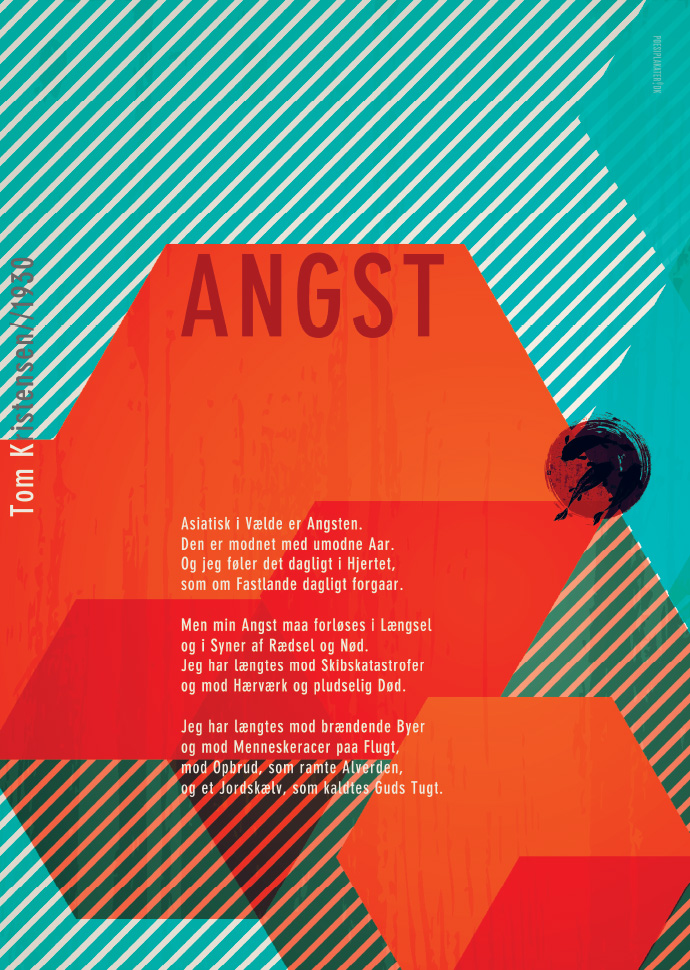 POESIPLAKATER.DK
Tom Kristensen//1930
ANGST
Asiatisk i Vælde er Angsten.
Den er modnet med umodne Aar.
Og jeg føler det dagligt i Hjertet,
som om Fastlande dagligt forgaar.
Men min Angst maa forløses i Længsel
og i Syner af Rædsel og Nød.
Jeg har længtes mod Skibskatastrofer
og mod Hærværk og pludselig Død.
Jeg har længtes mod brændende Byer
og mod Menneskeracer paa Flugt,
mod Opbrud, som ramte Alverden,
og et Jordskælv, som kaldtes Guds Tugt.